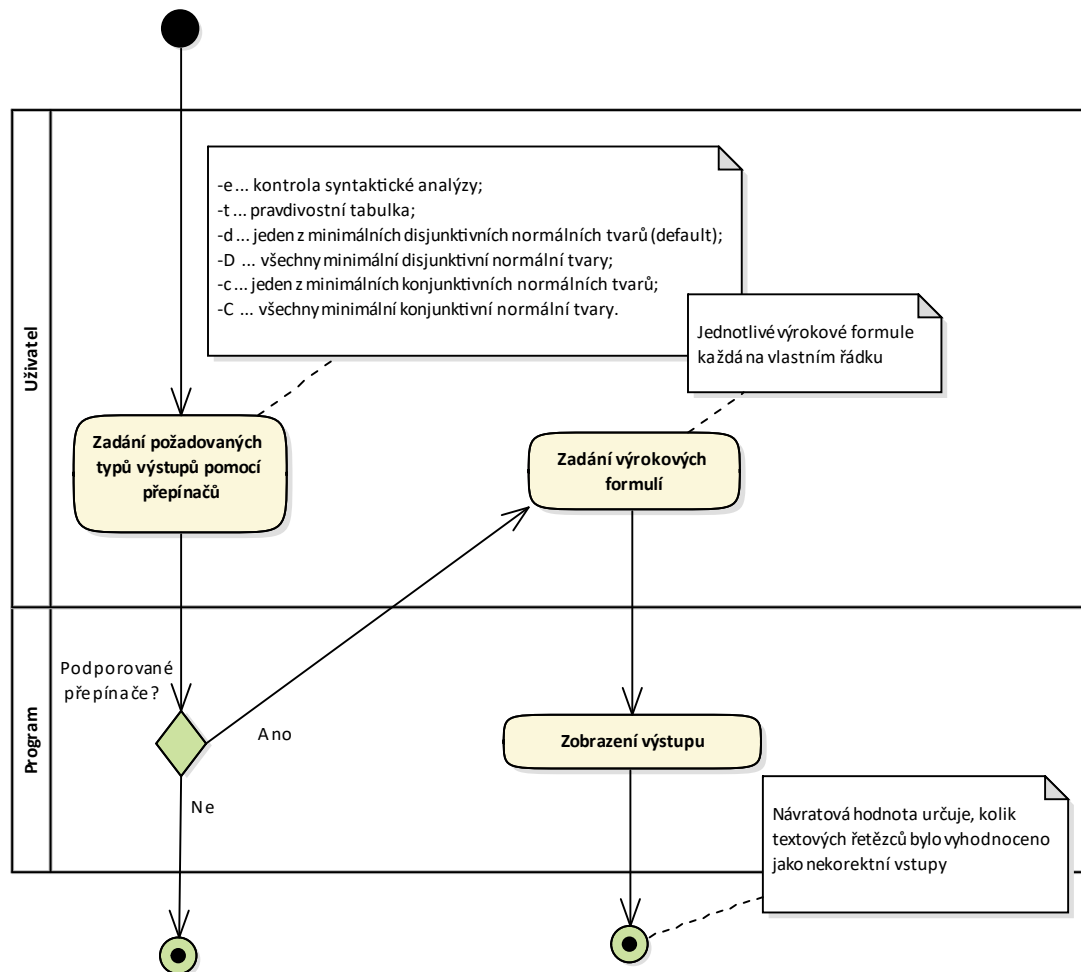 Uživatel
-e ... kontrola syntaktické analýzy;
-t ... pravdivostní tabulka;
-d ... jeden z minimálních disjunktivních normálních tvarů (default);
-D ... všechny minimální disjunktivní normální tvary;
-c ... jeden z minimálních konjunktivních normálních tvarů;
-C ... všechny minimální konjunktivní normální tvary.
Jednotlivé výrokové formule
každá na vlastním řádku
Zadání požadovaných
typů výstupů pomocí
přepínačů
Zadání výrokových
formulí
Program
Podporované
přepínače?
Ano
Ne
Zobrazení výstupu
Návratová hodnota určuje, kolik
textových řetězců bylo vyhodnoceno
jako nekorektní vstupy